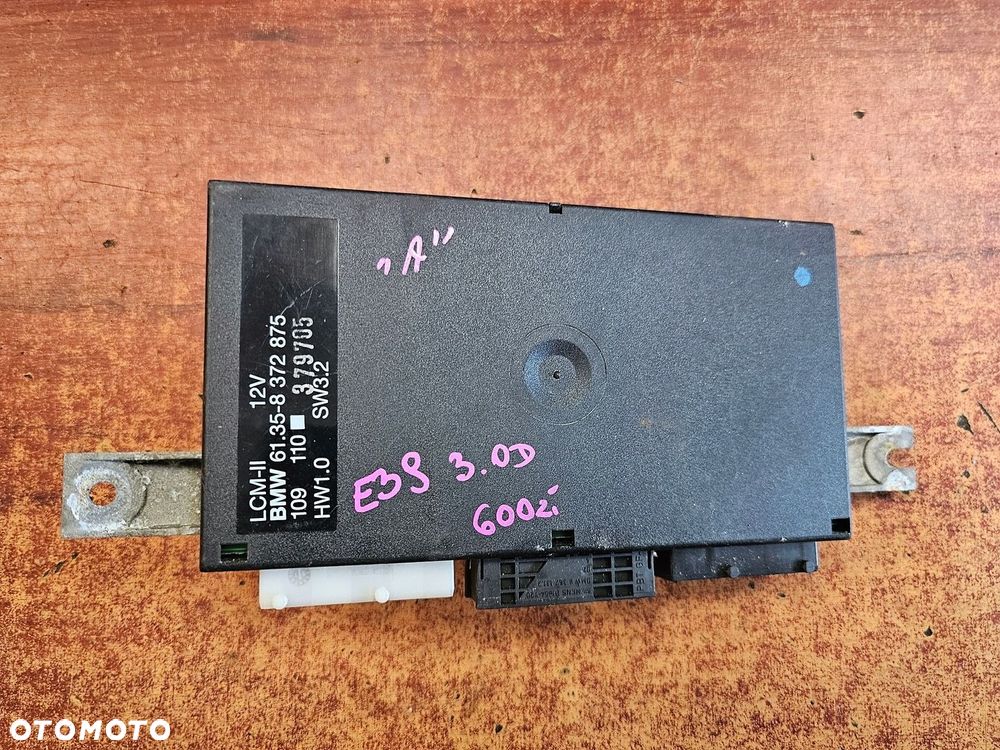 LCM-II 12V
BMW 61.35-8 372 875
109 110 379705
HW1.0 SW3.2
„A"
E39 3.0D
600zł
OTOMOTO